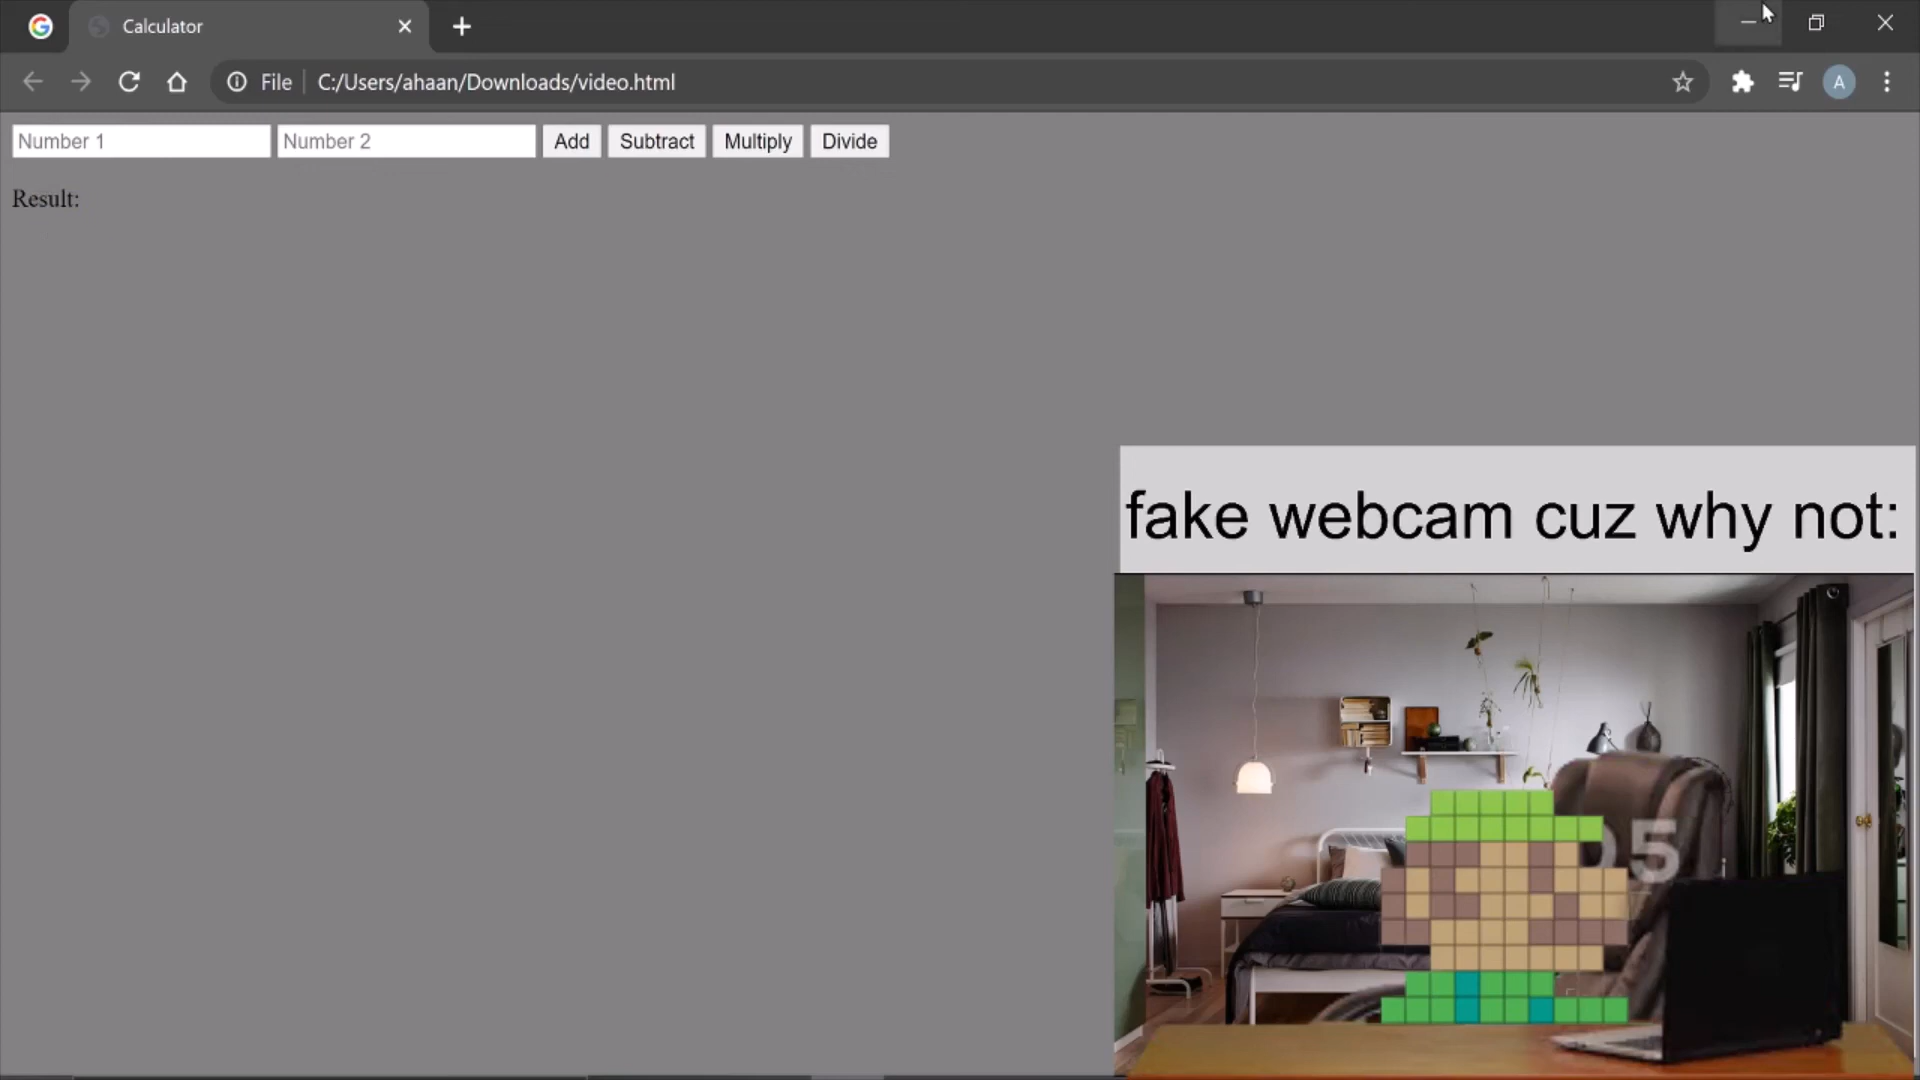 Calculator
File C:/Users/ahaan/Downloads/video.html
A
Number 1 Number 2 Add Subtract Multiply Divide
Result:
fake webcam cuz why not:
5